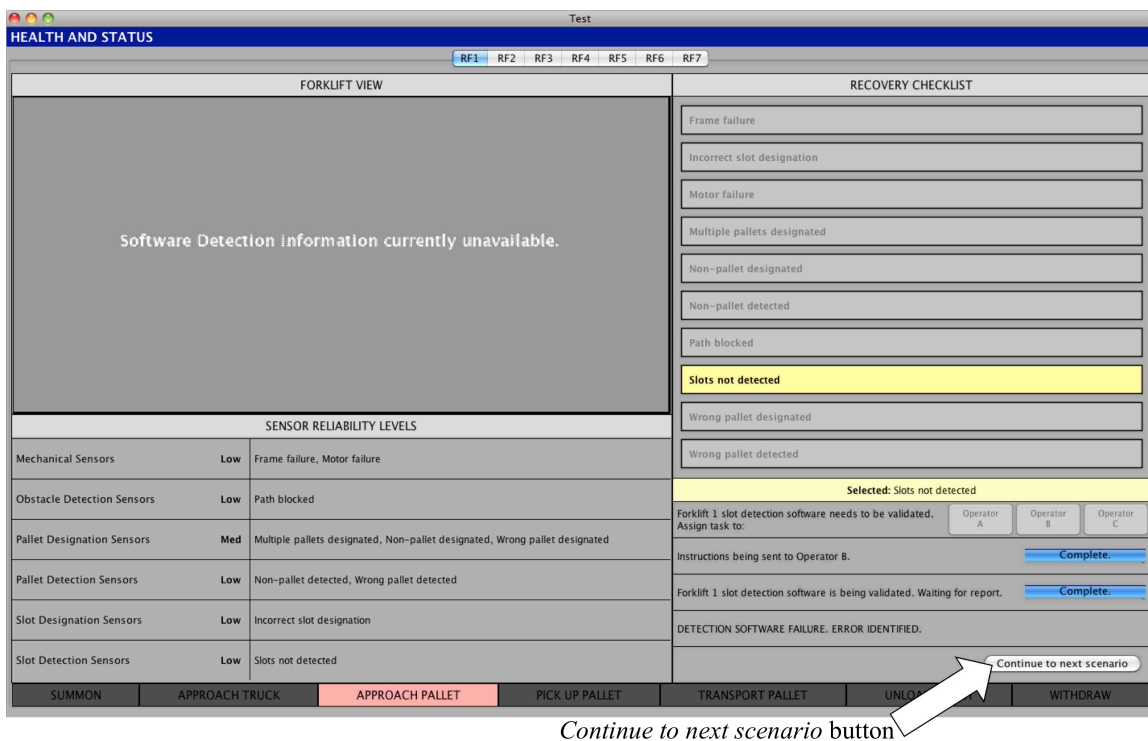 Test
HEALTH AND STATUS
RF1 RF2 RF3 RF4 RF5 RF6 RF7
FORKLIFT VIEW
Software Detection information currently unavailable.
SENSOR RELIABILITY LEVELS
Mechanical Sensors Low Frame failure, Motor failure
Obstacle Detection Sensors Low Path blocked
Pallet Designation Sensors Med Multiple pallets designated, Non-pallet designated, Wrong pallet designated
Pallet Detection Sensors Low Non-pallet detected, Wrong pallet detected
Slot Designation Sensors Low Incorrect slot designation
Slot Detection Sensors Low Slots not detected
RECOVERY CHECKLIST
Frame failure
Incorrect slot designation
Motor failure
Multiple pallets designated
Non-pallet designated
Non-pallet detected
Path blocked
Slots not detected
Wrong pallet designated
Wrong pallet detected
Selected: Slots not detected
Forklift 1 slot detection software needs to be validated.
Assign task to:
Operator A
Operator B
Operator C
Instructions being sent to Operator B. Complete.
Forklift 1 slot detection software is being validated. Waiting for report. Complete.
DETECTION SOFTWARE FAILURE. ERROR IDENTIFIED.
Continue to next scenario
SUMMON APPROACH TRUCK APPROACH PALLET PICK UP PALLET TRANSPORT PALLET WITHDRAW
Continue to next scenario button